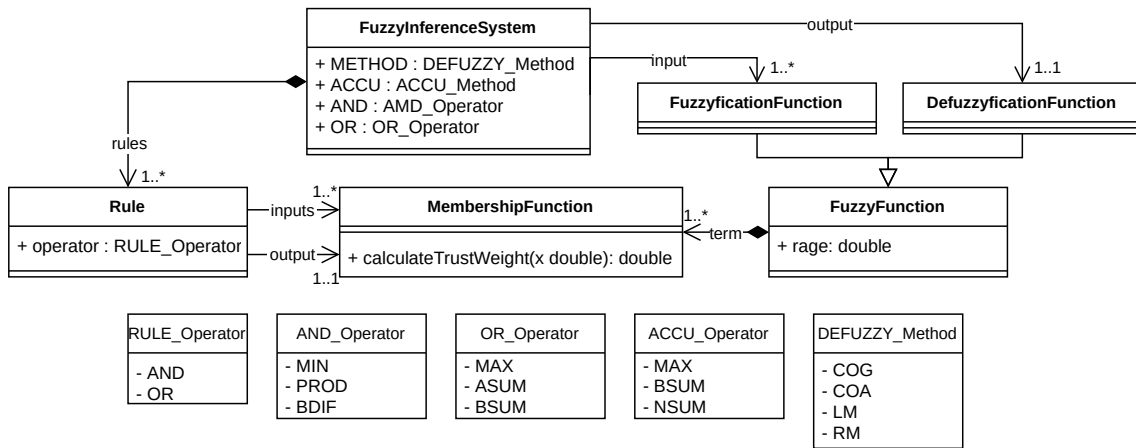 FuzzyInferenceSystem
+ METHOD : DEFUZZY_Method
+ ACCU : ACCU_Method
+ AND : AMD_Operator
+ OR : OR_Operator
output
input
1..*
1..1
FuzzyficationFunction
DefuzzyficationFunction
rules
1..*
Rule
+ operator : RULE_Operator
inputs
1..*
output
1..1
MembershipFunction
+ calculateTrustWeight(x double): double
1..*
term
FuzzyFunction
+ rage: double
RULE_Operator
- AND
- OR
AND_Operator
- MIN
- PROD
- BDIF
OR_Operator
- MAX
- ASUM
- BSUM
ACCU_Operator
- MAX
- BSUM
- NSUM
DEFUZZY_Method
- COG
- COA
- LM
- RM